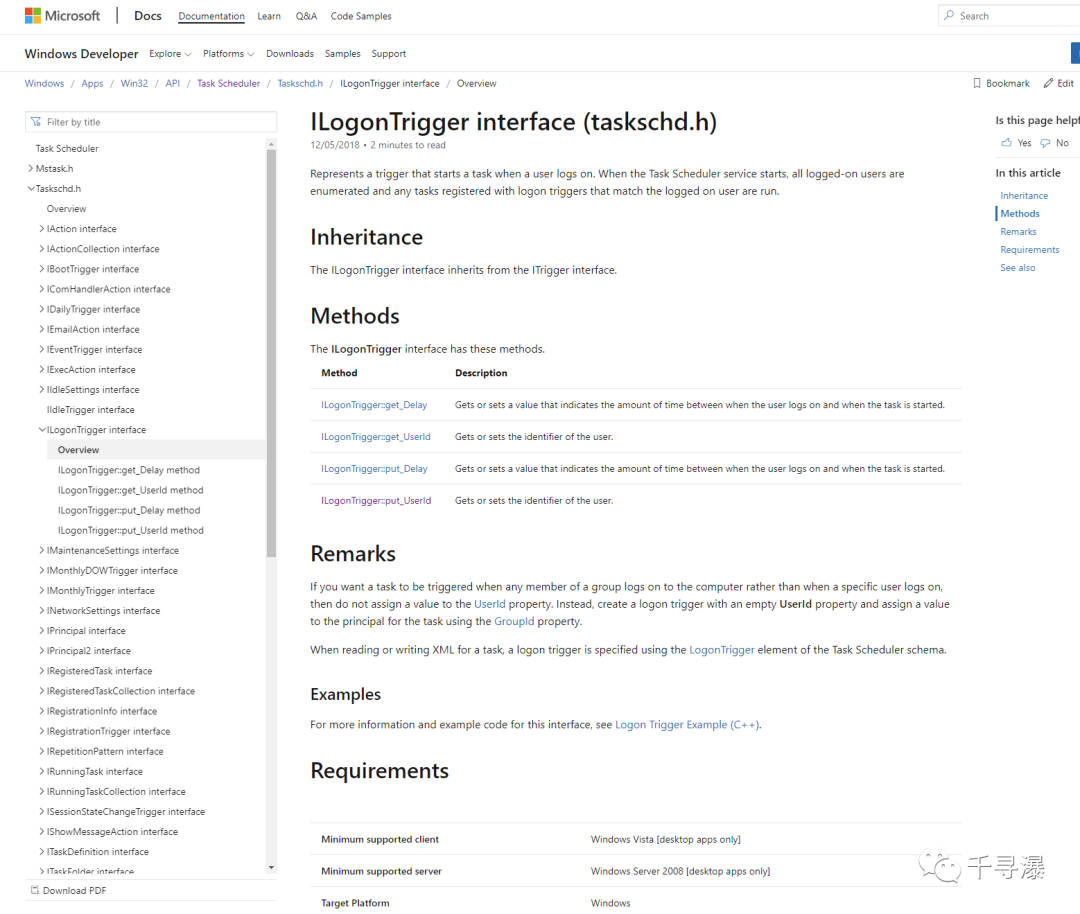 Microsoft Docs Documentation Learn Q&A Code Samples Search
Windows Developer Explore Platforms Downloads Samples Support
Windows / Apps / Win32 / API / Task Scheduler / Taskschd.h / ILogonTrigger interface / Overview
Bookmark Edit
Filter by title
Task Scheduler
Mstask.h
Taskschd.h
Overview
IAction interface
IActionCollection interface
IBootTrigger interface
IComHandlerAction interface
IDailyTrigger interface
IEmailAction interface
IEventTrigger interface
IExecAction interface
IIdleSettings interface
IIdleTrigger interface
ILogonTrigger interface
Overview
ILogonTrigger::get_Delay method
ILogonTrigger::get_UserId method
ILogonTrigger::put_Delay method
ILogonTrigger::put_UserId method
IMaintenanceSettings interface
IMonthlyDOWTrigger interface
IMonthlyTrigger interface
INetworkSettings interface
IPrincipal interface
IPrincipal2 interface
IRegisteredTask interface
IRegisteredTaskCollection interface
IRegistrationInfo interface
IRegistrationTrigger interface
IRepetitionPattern interface
IRunningTask interface
IRunningTaskCollection interface
ISessionStateChangeTrigger interface
IShowMessageAction interface
ITaskDefinition interface
ITaskFolder interface
Download PDF
ILogonTrigger interface (taskschd.h)
12/05/2018 • 2 minutes to read
Represents a trigger that starts a task when a user logs on. When the Task Scheduler service starts, all logged-on users are
enumerated and any tasks registered with logon triggers that match the logged on user are run.
Inheritance
The ILogonTrigger interface inherits from the ITrigger interface.
Methods
The ILogonTrigger interface has these methods.
Method Description
ILogonTrigger::get_Delay Gets or sets a value that indicates the amount of time between when the user logs on and when the task is started.
ILogonTrigger::get_UserId Gets or sets the identifier of the user.
ILogonTrigger::put_Delay Gets or sets a value that indicates the amount of time between when the user logs on and when the task is started.
ILogonTrigger::put_UserId Gets or sets the identifier of the user.
Remarks
If you want a task to be triggered when any member of a group logs on to the computer rather than when a specific user logs on,
then do not assign a value to the UserId property. Instead, create a logon trigger with an empty UserId property and assign a value
to the principal for the task using the GroupId property.
When reading or writing XML for a task, a logon trigger is specified using the LogonTrigger element of the Task Scheduler schema.
Examples
For more information and example code for this interface, see Logon Trigger Example (C++).
Requirements
Minimum supported client Windows Vista [desktop apps only]
Minimum supported server Windows Server 2008 [desktop apps only]
Target Platform Windows
Is this page helpf
Yes No
In this article
Inheritance
Methods
Remarks
Requirements
See also
千寻瀑